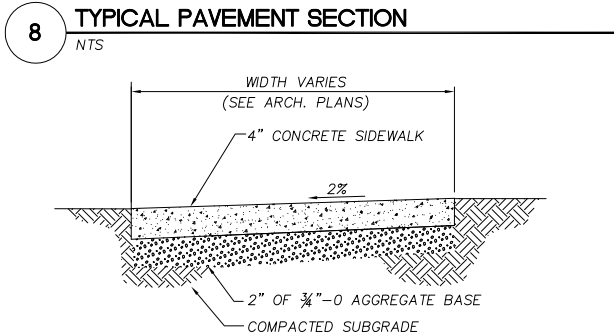 8
TYPICAL PAVEMENT SECTION
NTS
WIDTH VARIES
(SEE ARCH. PLANS)
4" CONCRETE SIDEWALK
2%
2" OF ¾"-0 AGGREGATE BASE
COMPACTED SUBGRADE